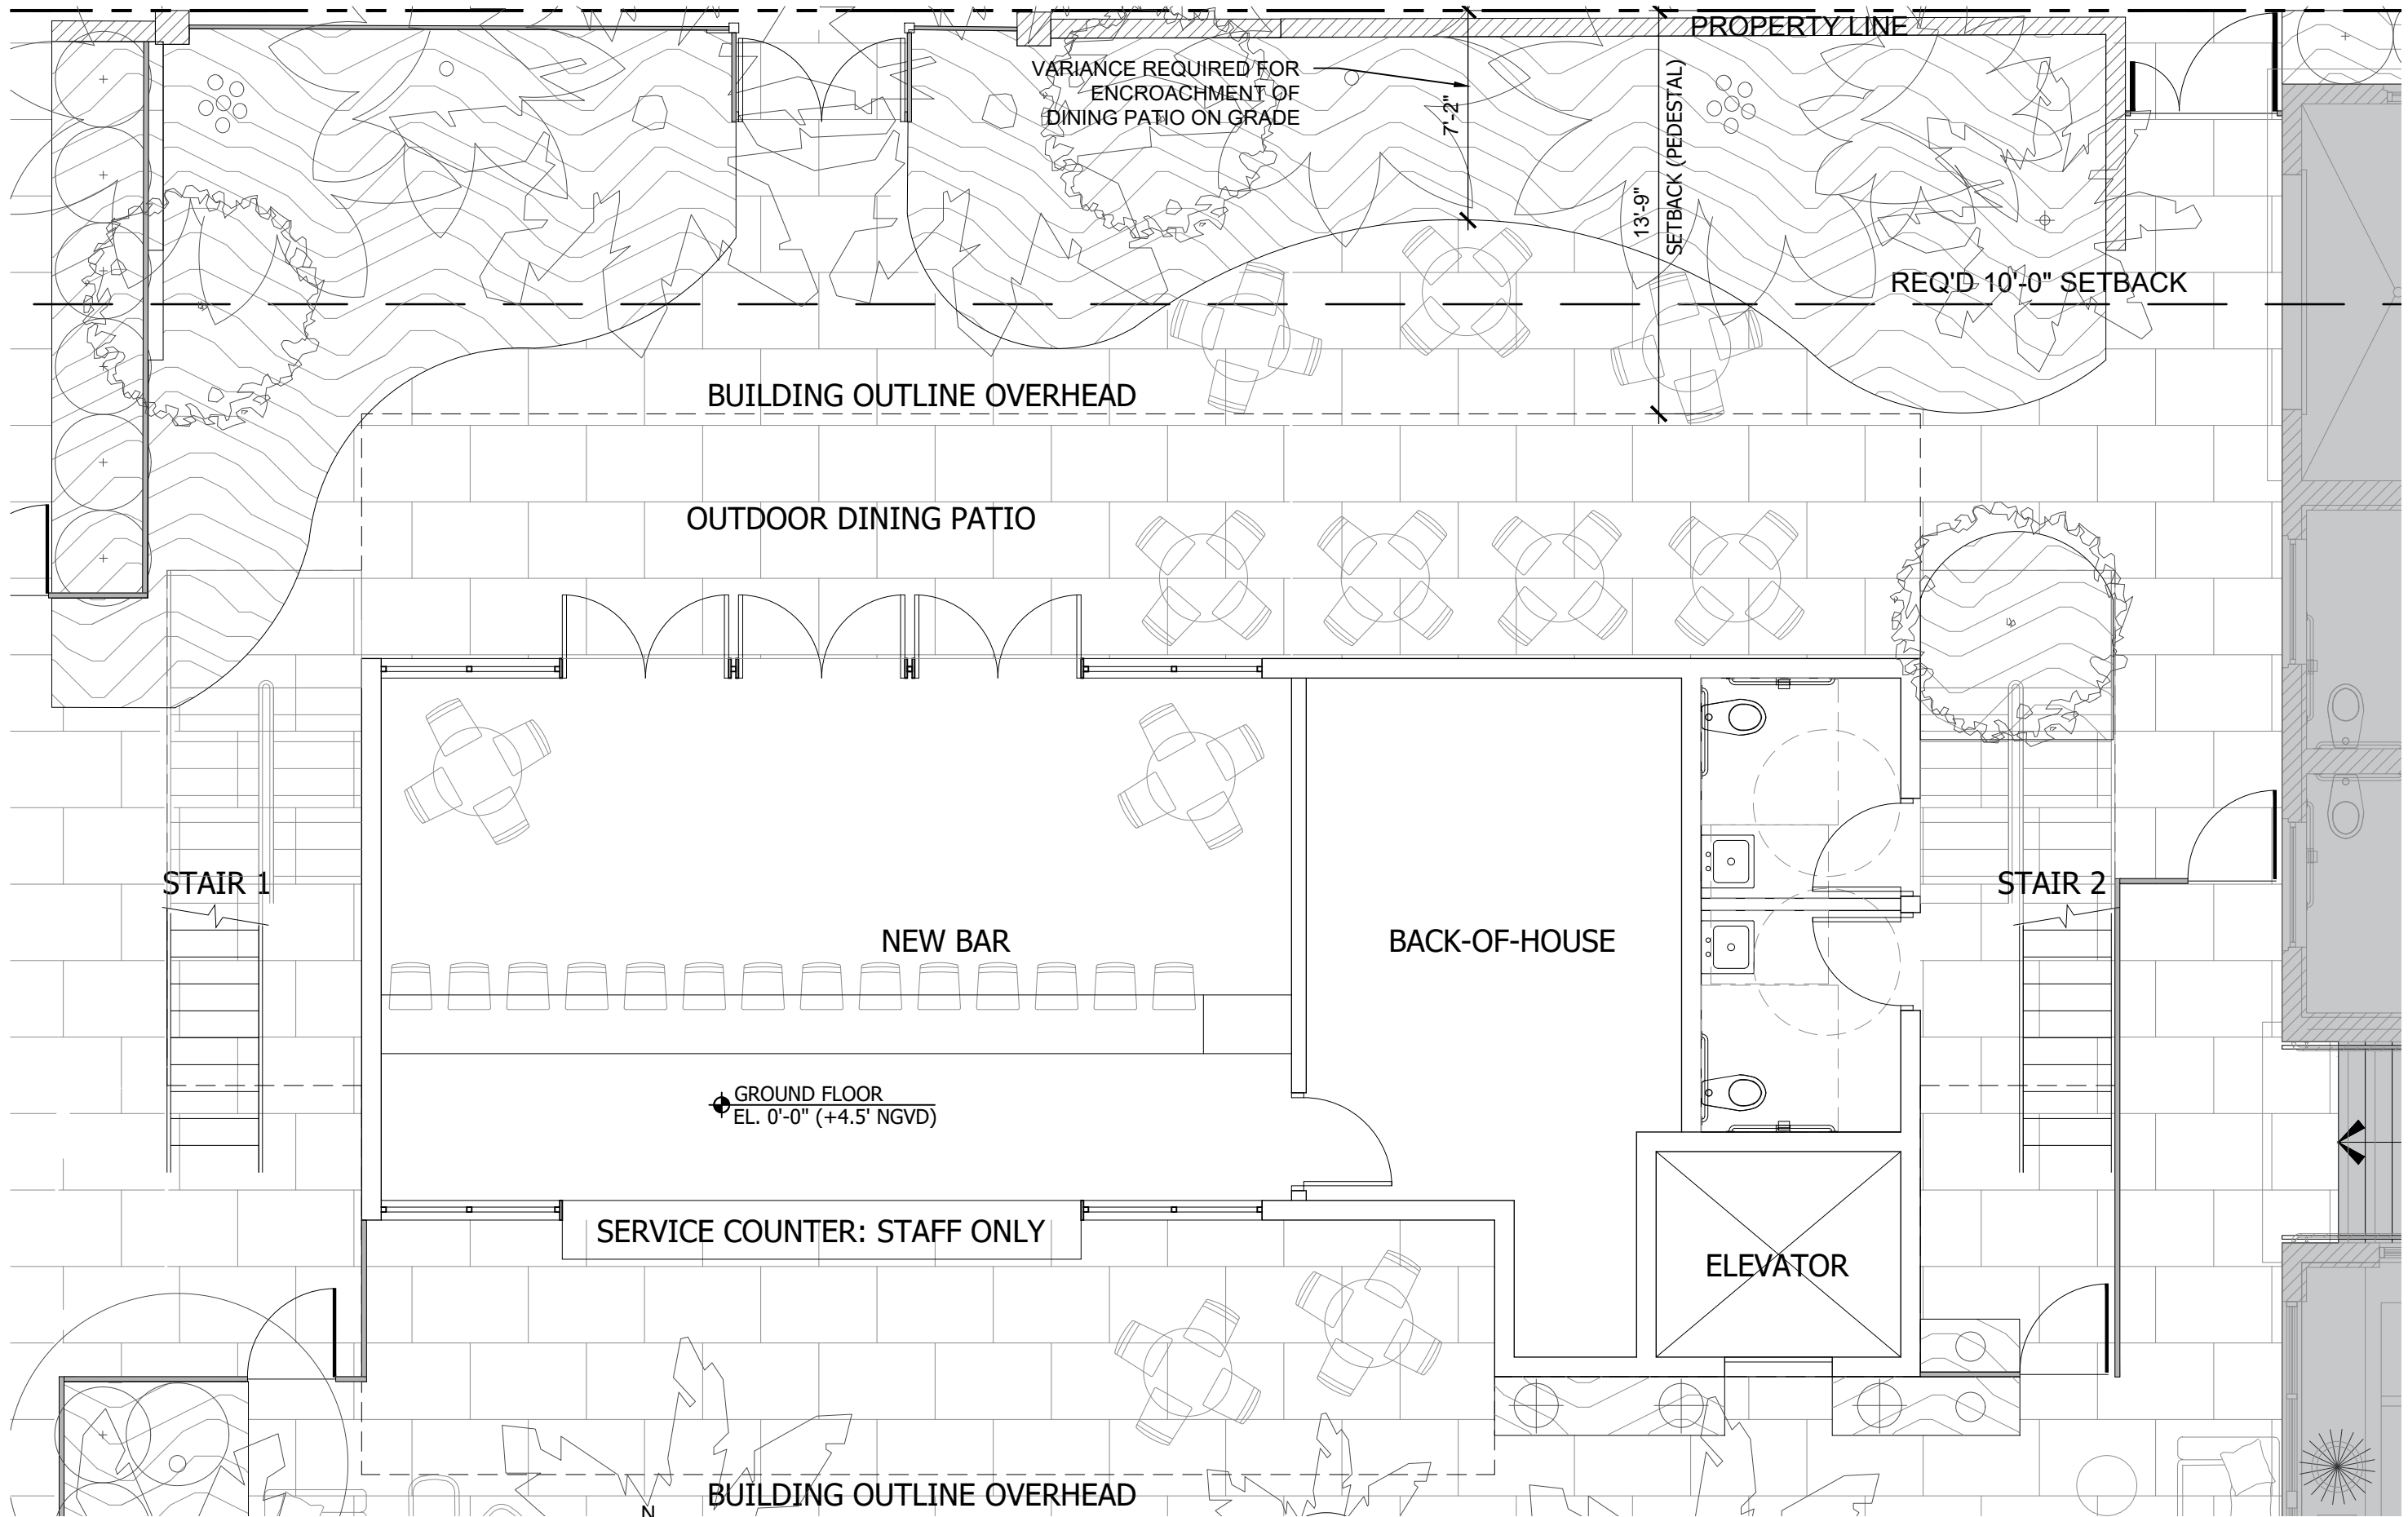 PROPERTY LINE
VARIANCE REQUIRED FOR
ENCROACHMENT OF
DINING PATIO ON GRADE
7'-2"
13'-9"
SETBACK (PEDESTAL)
REQ'D 10'-0" SETBACK
BUILDING OUTLINE OVERHEAD
OUTDOOR DINING PATIO
STAIR 1
STAIR 2
NEW BAR
BACK-OF-HOUSE
GROUND FLOOR
EL. 0'-0" (+4.5' NGVD)
SERVICE COUNTER: STAFF ONLY
ELEVATOR
BUILDING OUTLINE OVERHEAD
N